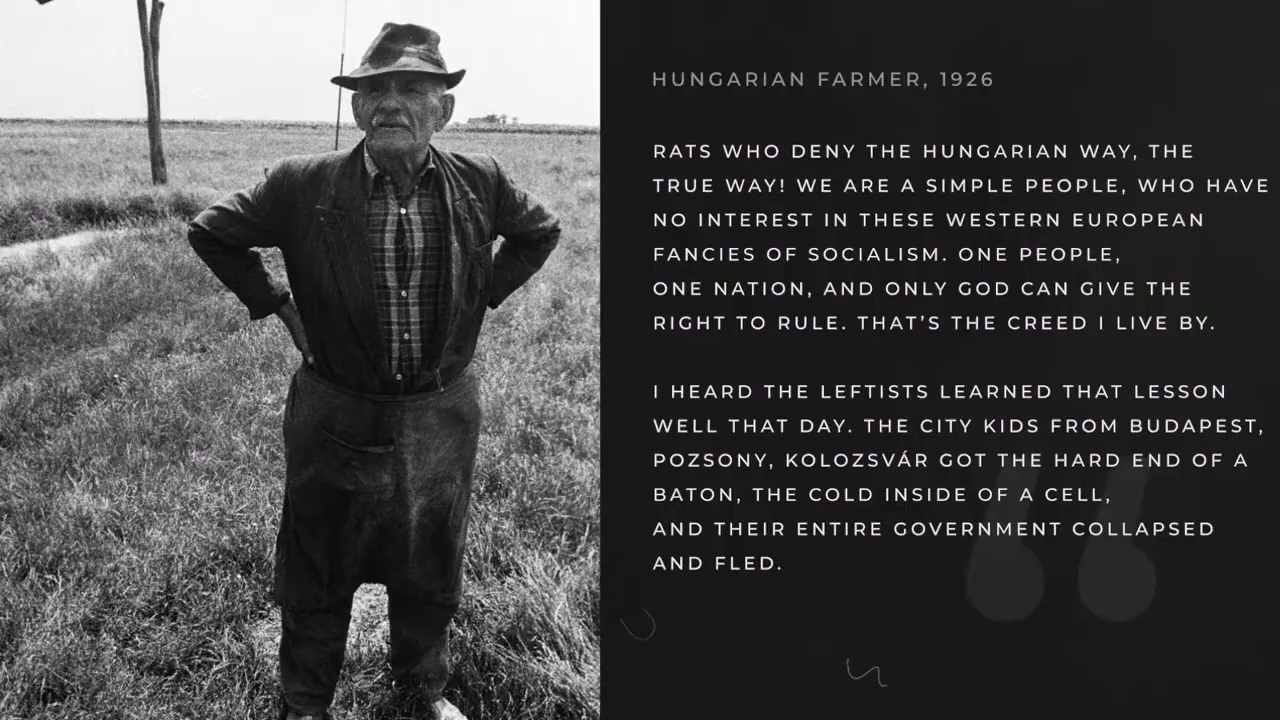 HUNGARIAN FARMER, 1926
RATS WHO DENY THE HUNGARIAN WAY, THE
TRUE WAY! WE ARE A SIMPLE PEOPLE, WHO HAVE
NO INTEREST IN THESE WESTERN EUROPEAN
FANCIES OF SOCIALISM. ONE PEOPLE,
ONE NATION, AND ONLY GOD CAN GIVE THE
RIGHT TO RULE. THAT'S THE CREED I LIVE BY.
I HEARD THE LEFTISTS LEARNED THAT LESSON
WELL THAT DAY. THE CITY KIDS FROM BUDAPEST,
POZSONY, KOLOZSVÁR GOT THE HARD END OF A
BATON, THE COLD INSIDE OF A CELL,
AND THEIR ENTIRE GOVERNMENT COLLAPSED
AND FLED.